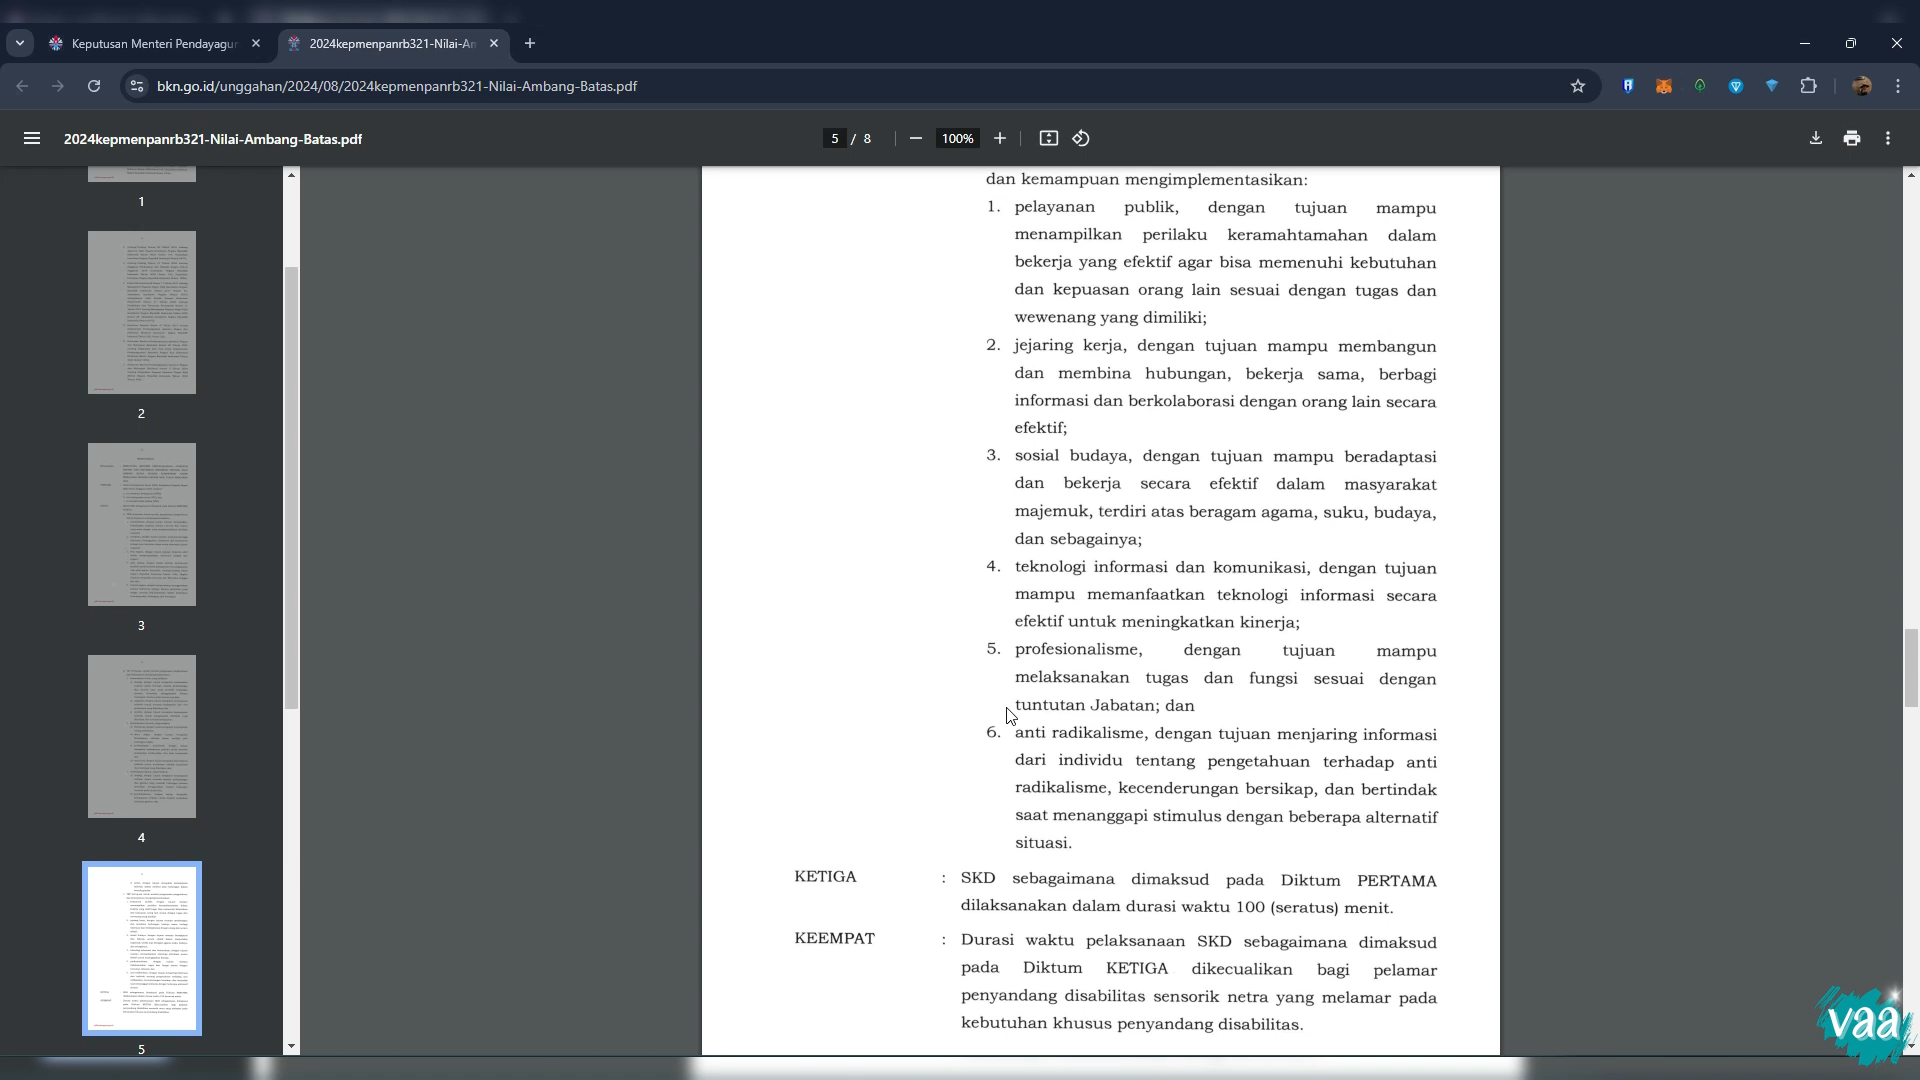 Keputusan Menteri Pendayagu
2024kepmenpanrb321-Nilai-An
bkn.go.id/unggahan/2024/08/2024kepmenpanrb321-Nilai-Ambang-Batas.pdf
2024kepmenpanrb321-Nilai-Ambang-Batas.pdf
5 / 8
100%
1
2
3
4
5
dan kemampuan mengimplementasikan:
1. pelayanan publik, dengan tujuan mampu
menampilkan perilaku keramahtamahan dalam
bekerja yang efektif agar bisa memenuhi kebutuhan
dan kepuasan orang lain sesuai dengan tugas dan
wewenang yang dimiliki;
2. jejaring kerja, dengan tujuan mampu membangun
dan membina hubungan, bekerja sama, berbagi
informasi dan berkolaborasi dengan orang lain secara
efektif;
3. sosial budaya, dengan tujuan mampu beradaptasi
dan bekerja secara efektif dalam masyarakat
majemuk, terdiri atas beragam agama, suku, budaya,
dan sebagainya;
4. teknologi informasi dan komunikasi, dengan tujuan
mampu memanfaatkan teknologi informasi secara
efektif untuk meningkatkan kinerja;
5. profesionalisme, dengan tujuan mampu
melaksanakan tugas dan fungsi sesuai dengan
tuntutan Jabatan; dan
6. anti radikalisme, dengan tujuan menjaring informasi
dari individu tentang pengetahuan terhadap anti
radikalisme, kecenderungan bersikap, dan bertindak
saat menanggapi stimulus dengan beberapa alternatif
situasi.
KETIGA : SKD sebagaimana dimaksud pada Diktum PERTAMA
dilaksanakan dalam durasi waktu 100 (seratus) menit.
KEEMPAT : Durasi waktu pelaksanaan SKD sebagaimana dimaksud
pada Diktum KETIGA dikecualikan bagi pelamar
penyandang disabilitas sensorik netra yang melamar pada
kebutuhan khusus penyandang disabilitas.
vaa